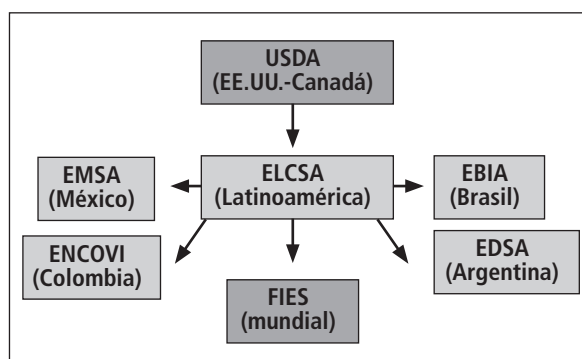 USDA
(EE.UU.-Canadá)
EMSA
(México)
ELCSA
(Latinoamérica)
EBIA
(Brasil)
ENCOVI
(Colombia)
EDSA
(Argentina)
FIES
(mundial)